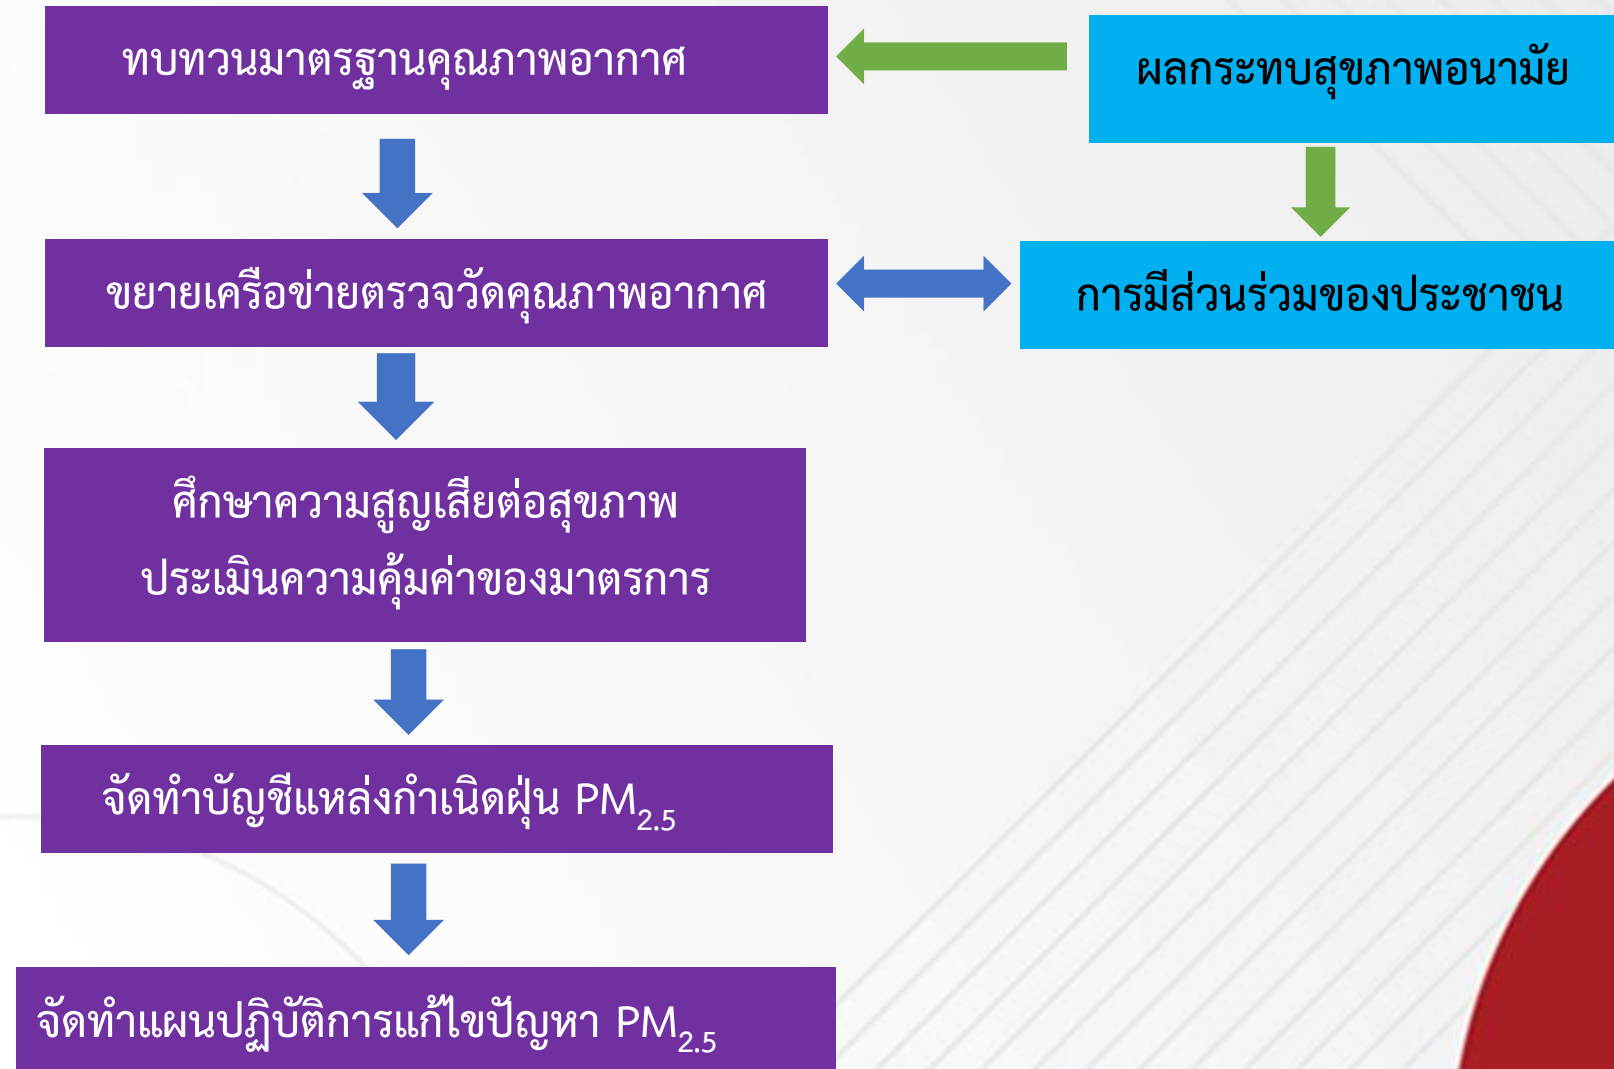 ทบทวนมาตรฐานคุณภาพอากาศ
ผลกระทบสุขภาพอนามัย
ขยายเครือข่ายตรวจวัดคุณภาพอากาศ
การมีส่วนร่วมของประชาชน
ศึกษาความสูญเสียต่อสุขภาพ
ประเมินความคุ้มค่าของมาตรการ
จัดทำบัญชีแหล่งกำเนิดฝุ่น PM₂.₅
จัดทำแผนปฏิบัติการแก้ไขปัญหา PM₂.₅